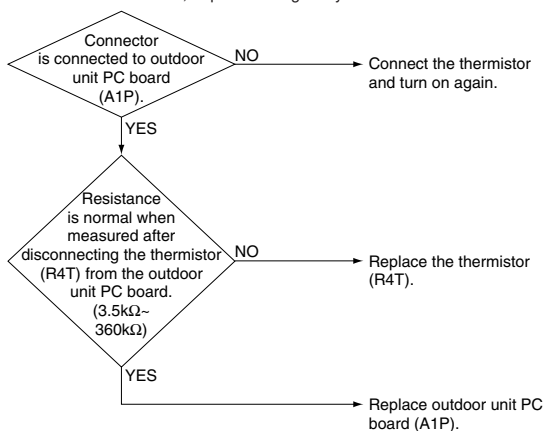 Connector
is connected to outdoor
unit PC board
(A1P).
NO
Connect the thermistor
and turn on again.
YES
Resistance
is normal when
measured after
disconnecting the thermistor
(R4T) from the outdoor
unit PC board.
(3.5kΩ~
360kΩ)
NO
Replace the thermistor
(R4T).
YES
Replace outdoor unit PC
board (A1P).